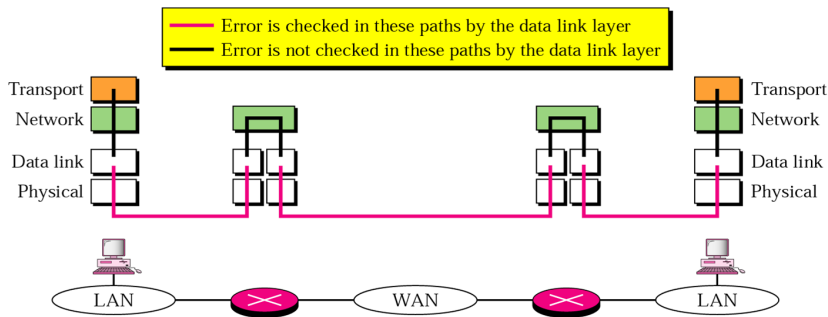 Error is checked in these paths by the data link layer
Error is not checked in these paths by the data link layer
Transport
Transport
Network
Network
Data link
Data link
Physical
Physical
LAN
WAN
LAN